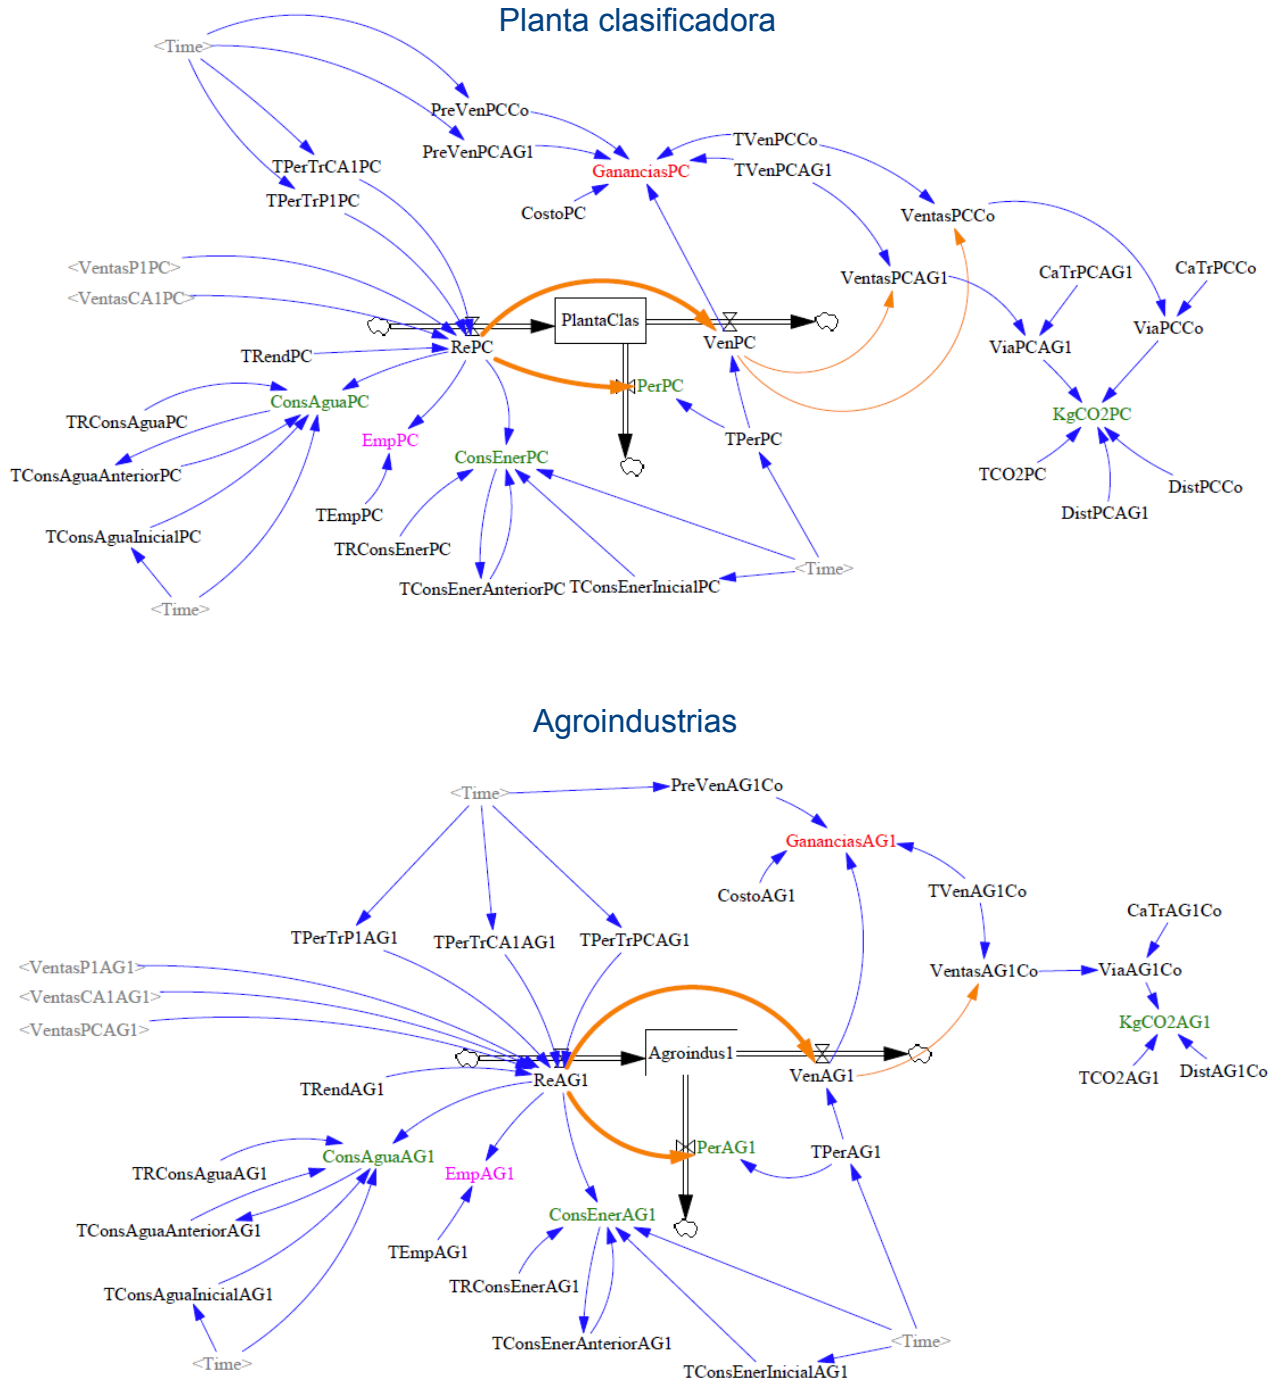 Planta clasificadora
<Time>
PreVenPCCo
PreVenPCAG1
TVenPCCo
TPerTrCA1PC
GananciasPC
TVenPCAG1
TPerTrP1PC
CostoPC
VentasPCCo
<VentasP1PC>
VentasPCAG1
CaTrPCAG1
CaTrPCCo
<VentasCA1PC>
PlantaClas
ViaPCCo
RePC
VenPC
ViaPCAG1
TRendPC
PerPC
ConsAguaPC
KgCO2PC
TRConsAguaPC
EmpPC
TPerPC
ConsEnerPC
TConsAguaAnteriorPC
TCO2PC
DistPCCo
TEmpPC
DistPCAG1
TConsAguaInicialPC
TRConsEnerPC
<Time>
TConsEnerAnteriorPC
TConsEnerInicialPC
<Time>
Agroindustrias
<Time>
PreVenAG1Co
GananciasAG1
CostoAG1
TVenAG1Co
CaTrAG1Co
TPerTrP1AG1
TPerTrCA1AG1
TPerTrPCAG1
<VentasP1AG1>
VentasAG1Co
ViaAG1Co
<VentasCA1AG1>
<VentasPCAG1>
KgCO2AG1
Agroindus1
ReAG1
VenAG1
TCO2AG1
DistAG1Co
TRendAG1
PerAG1
TPerAG1
ConsAguaAG1
TRConsAguaAG1
EmpAG1
ConsEnerAG1
TConsAguaAnteriorAG1
TEmpAG1
TRConsEnerAG1
TConsAguaInicialAG1
TConsEnerAnteriorAG1
<Time>
<Time>
TConsEnerInicialAG1